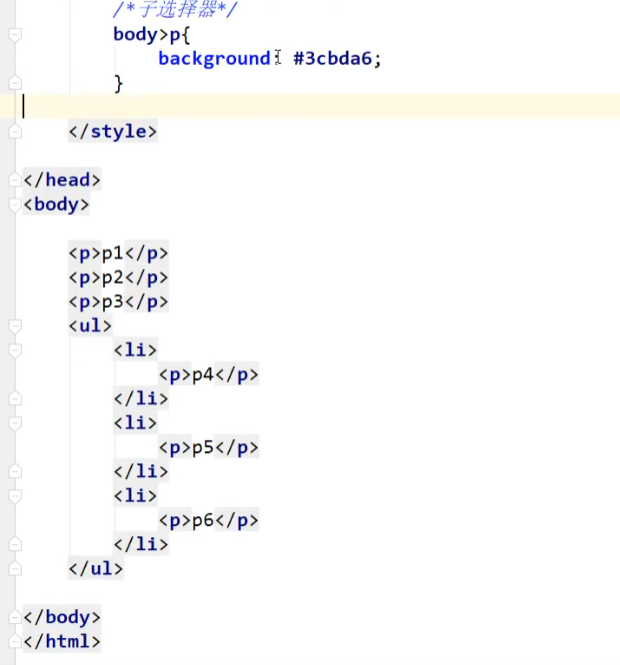 /*子选择器*/
body>p{
background: #3cbda6;
}
</style>
</head>
<body>
<p>p1</p>
<p>p2</p>
<p>p3</p>
<ul>
<li>
<p>p4</p>
</li>
<li>
<p>p5</p>
</li>
<li>
<p>p6</p>
</li>
</ul>
</body>
</html>